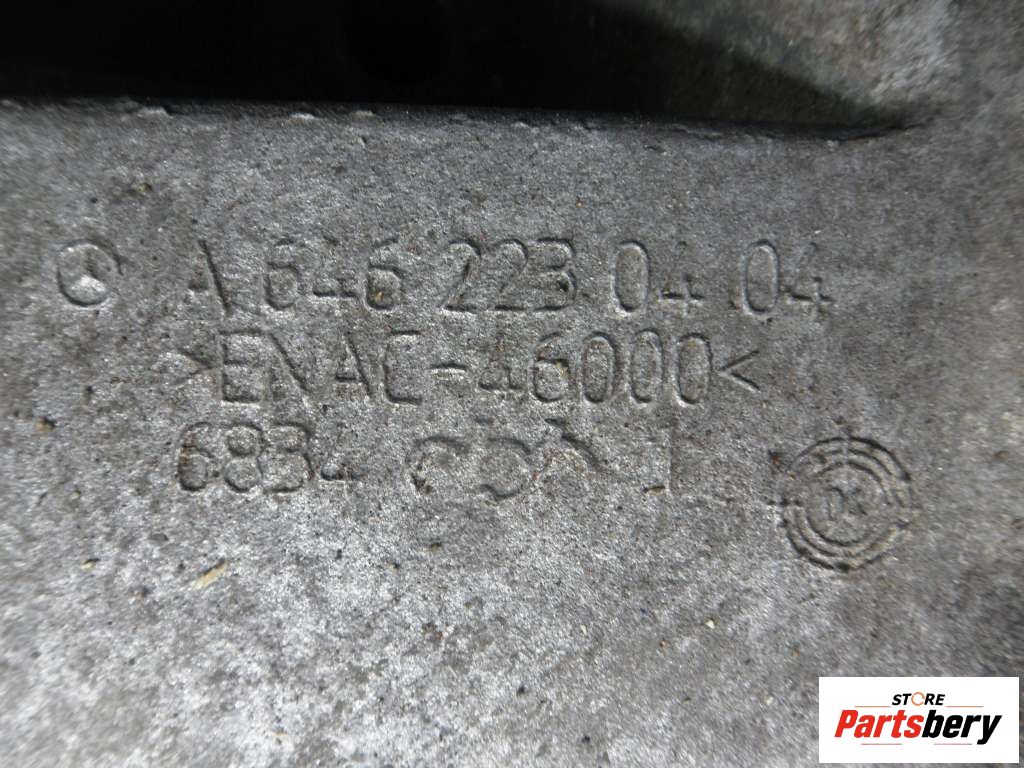 A 646 223 04 04
>ENAC-46000<
6834
STORE
Partsbery